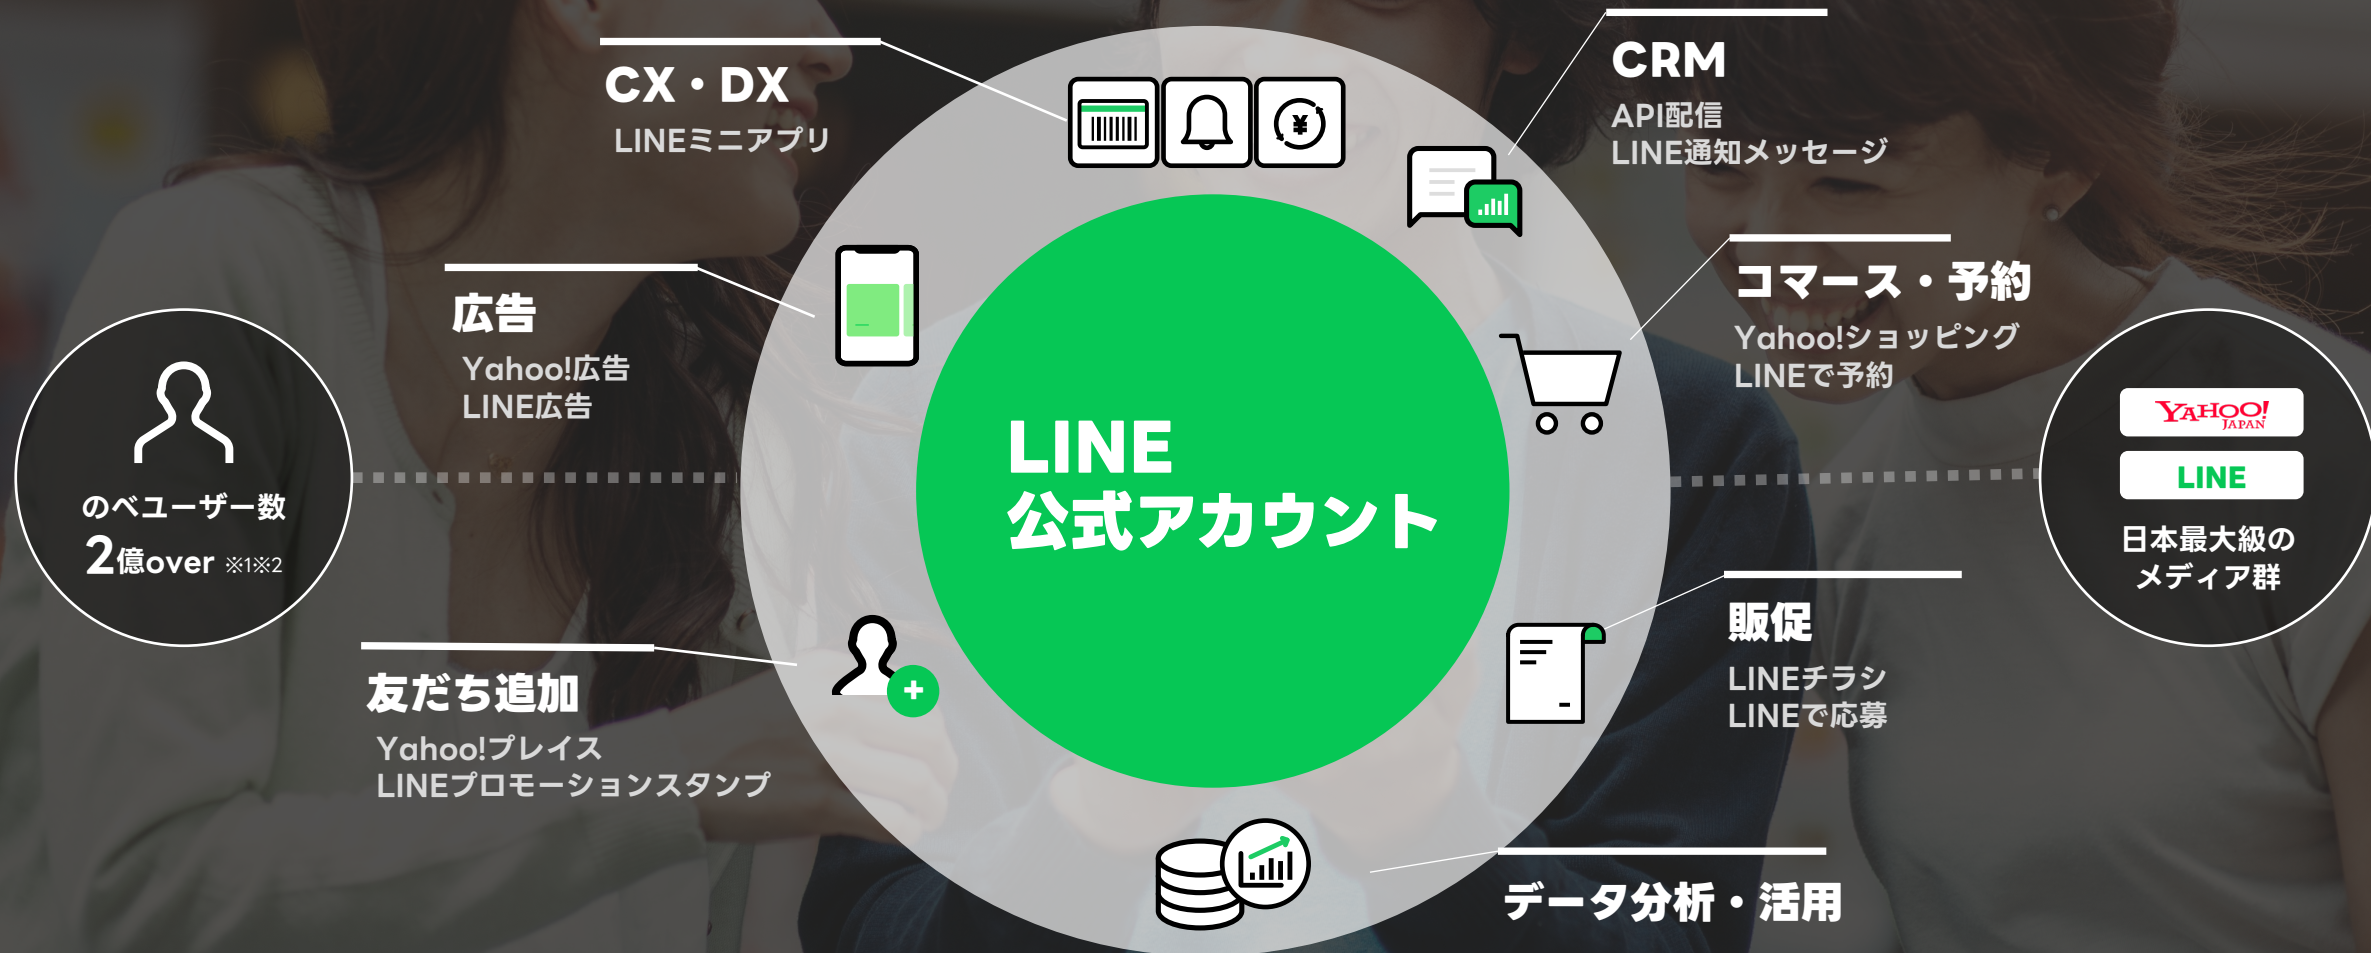 CX・DX
LINEミニアプリ
CRM
API配信
LINE通知メッセージ
広告
Yahoo!広告
LINE広告
コマース・予約
Yahoo!ショッピング
LINEで予約
のべユーザー数
2億over ※1※2
LINE
公式アカウント
YAHOO!
JAPAN
LINE
日本最大級の
メディア群
友だち追加
Yahoo!プレイス
LINEプロモーションスタンプ
販促
LINEチラシ
LINEで応募
データ分析・活用
¥